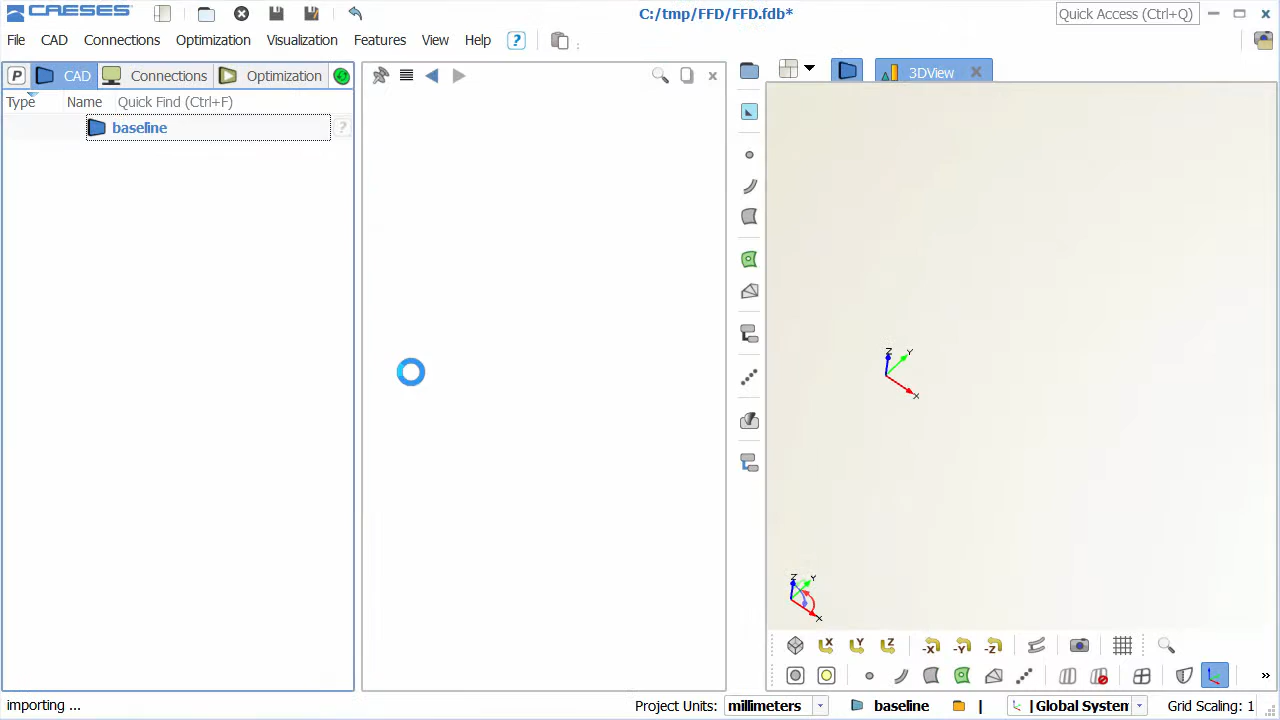 CAESES
C:/tmp/FFD/FFD.fdb*
Quick Access (Ctrl+Q)
File CAD Connections Optimization Visualization Features View Help ?
P CAD Connections Optimization
3DView
Type Name Quick Find (Ctrl+F)
baseline ?
Z Y
X
Z Y
X
X Y Z -X -Y -Z
importing ... Project Units: millimeters baseline | | Global System Grid Scaling: 1